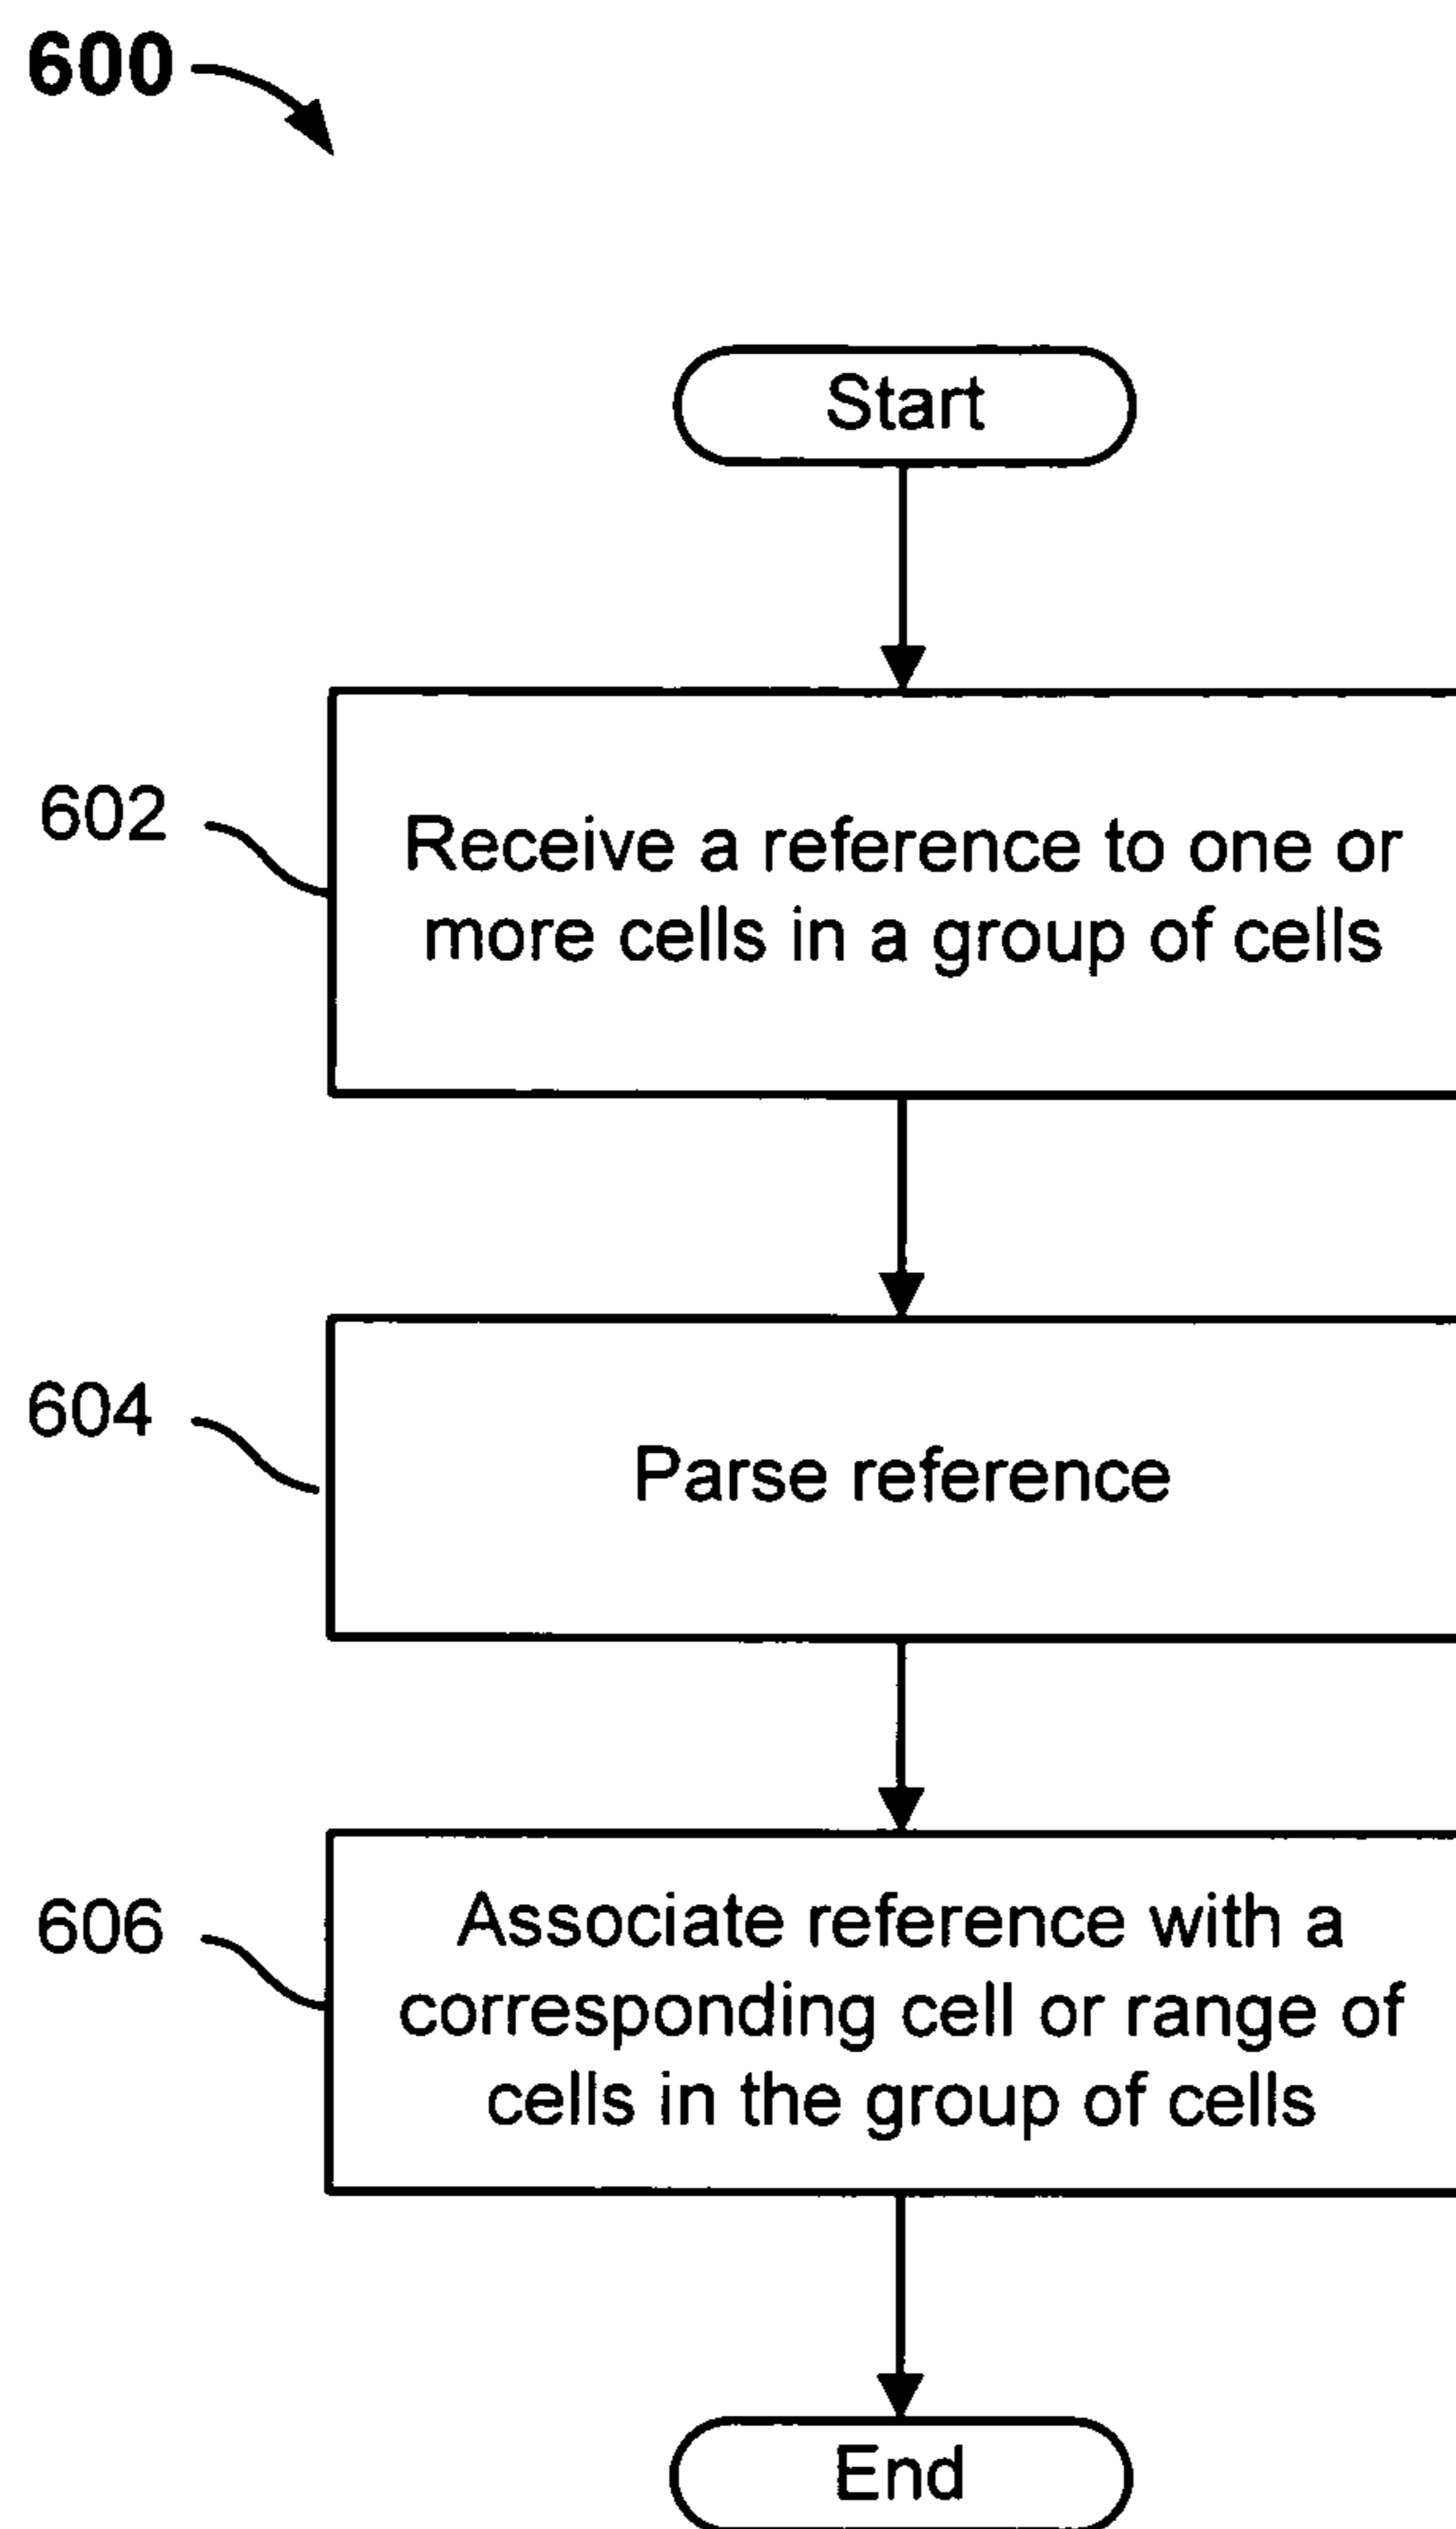 600
Start
602
Receive a reference to one or
more cells in a group of cells
604
Parse reference
606
Associate reference with a
corresponding cell or range of
cells in the group of cells
End